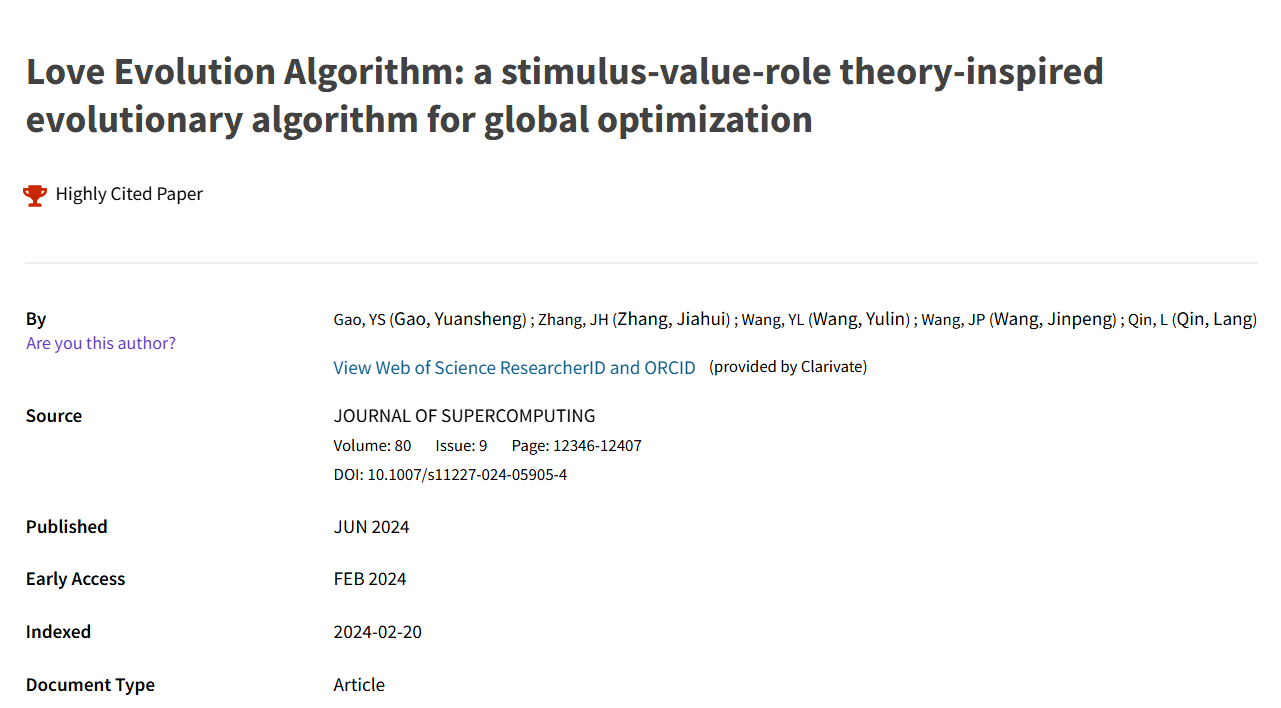 Love Evolution Algorithm: a stimulus-value-role theory-inspired
evolutionary algorithm for global optimization
Highly Cited Paper
By
Gao, YS (Gao, Yuansheng) ; Zhang, JH (Zhang, Jiahui) ; Wang, YL (Wang, Yulin) ; Wang, JP (Wang, Jinpeng) ; Qin, L (Qin, Lang)
Are you this author?
View Web of Science ResearcherID and ORCID (provided by Clarivate)
Source
JOURNAL OF SUPERCOMPUTING
Volume: 80 Issue: 9 Page: 12346-12407
DOI: 10.1007/s11227-024-05905-4
Published
JUN 2024
Early Access
FEB 2024
Indexed
2024-02-20
Document Type
Article